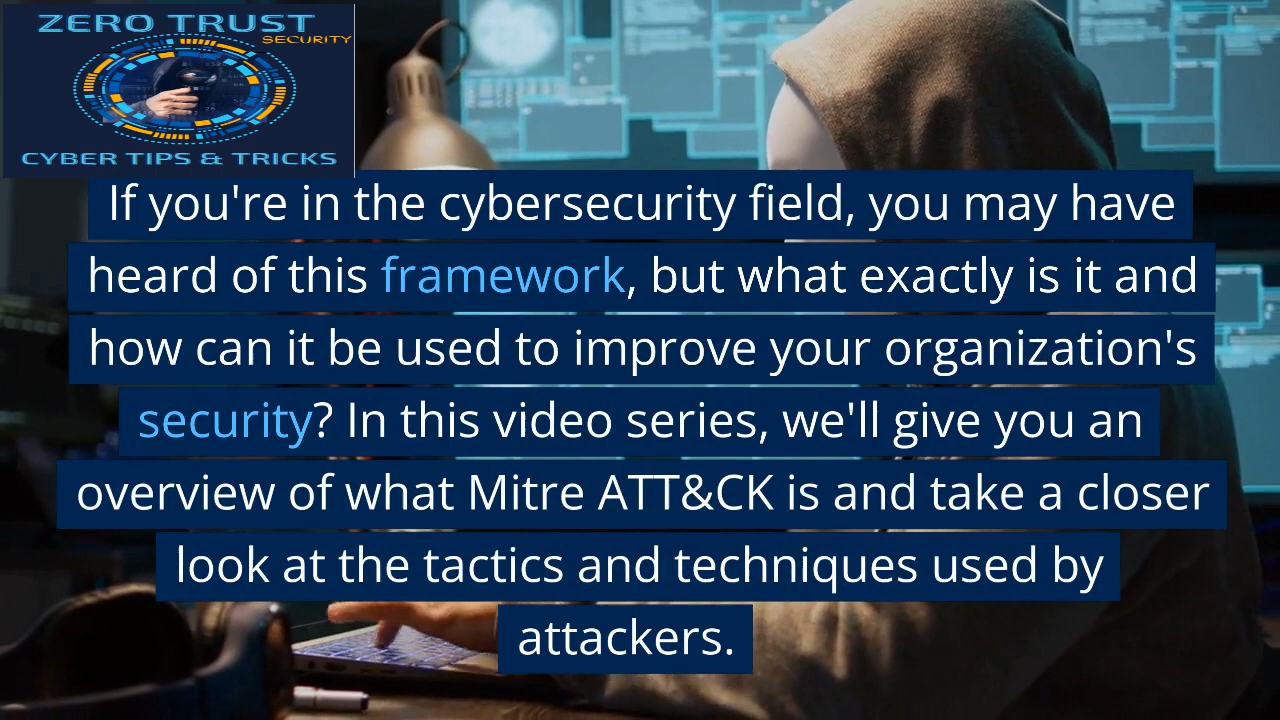 ZERO TRUST
SECURITY
CYBER TIPS & TRICKS
If you're in the cybersecurity field, you may have
heard of this framework, but what exactly is it and
how can it be used to improve your organization's
security? In this video series, we'll give you an
overview of what Mitre ATT&CK is and take a closer
look at the tactics and techniques used by
attackers.